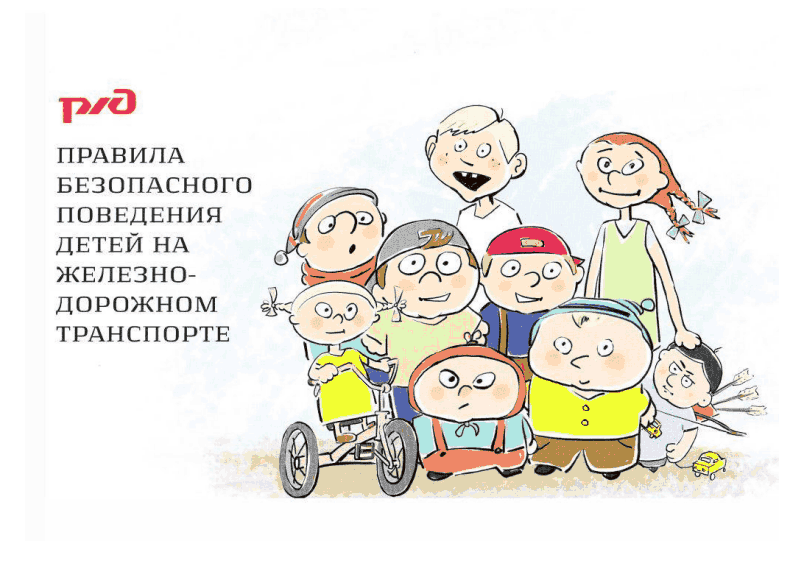 ржд
ПРАВИЛА
БЕЗОПАСНОГО
ПОВЕДЕНИЯ
ДЕТЕЙ НА
ЖЕЛЕЗНО-
ДОРОЖНОМ
ТРАНСПОРТЕ